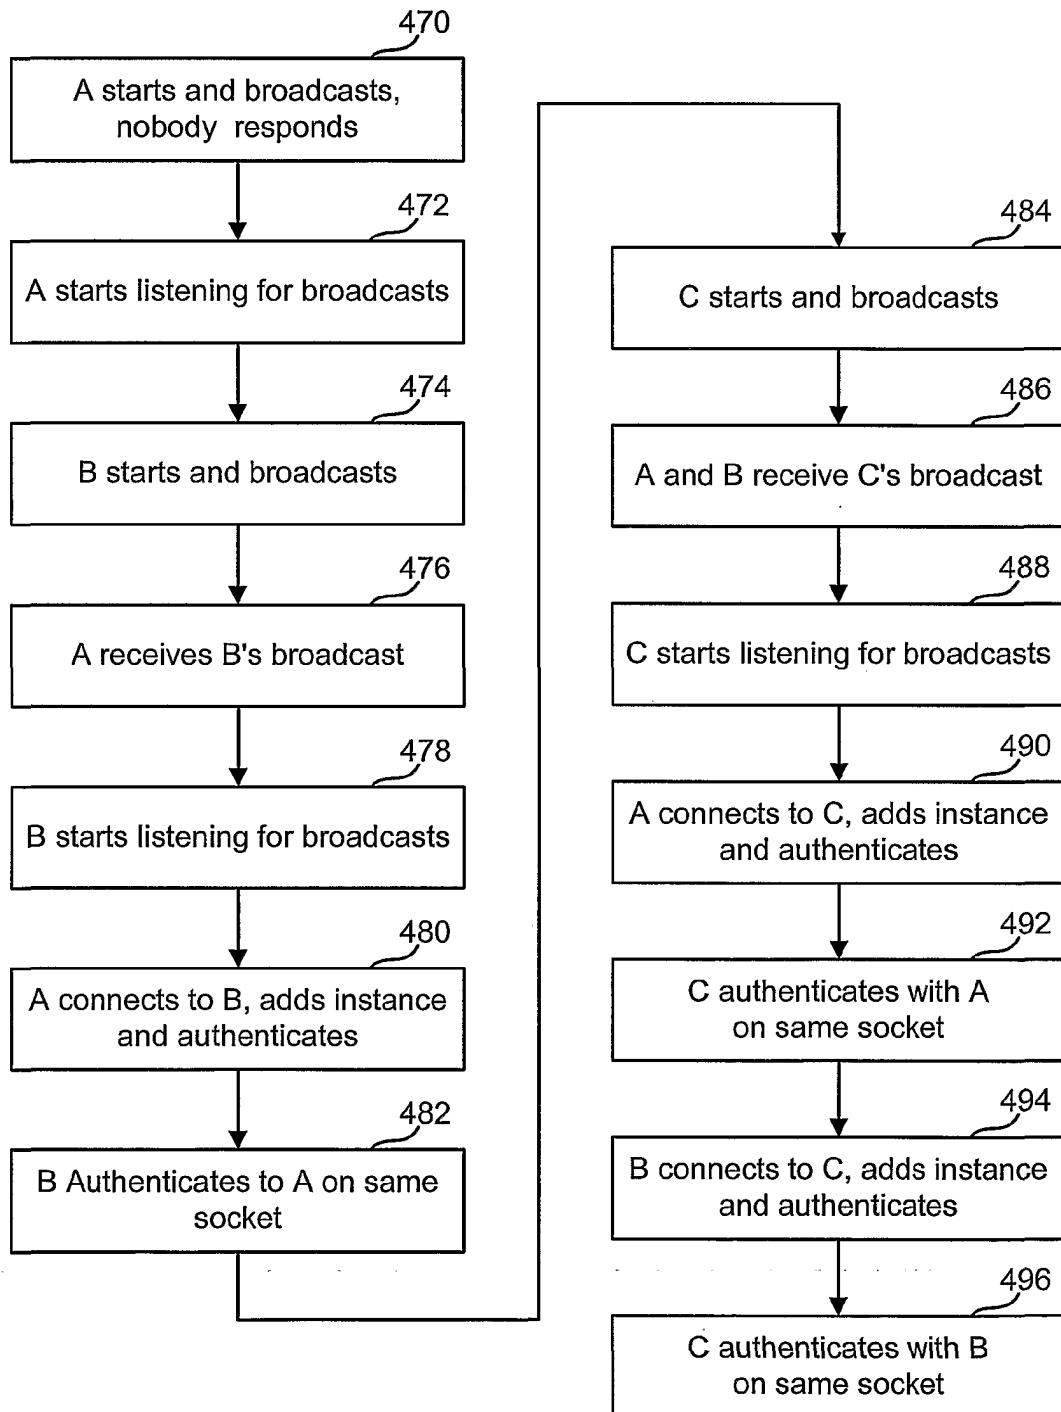 470
A starts and broadcasts,
nobody responds
472
A starts listening for broadcasts
474
B starts and broadcasts
476
A receives B's broadcast
478
B starts listening for broadcasts
480
A connects to B, adds instance
and authenticates
482
B Authenticates to A on same
socket
484
C starts and broadcasts
486
A and B receive C's broadcast
488
C starts listening for broadcasts
490
A connects to C, adds instance
and authenticates
492
C authenticates with A
on same socket
494
B connects to C, adds instance
and authenticates
496
C authenticates with B
on same socket